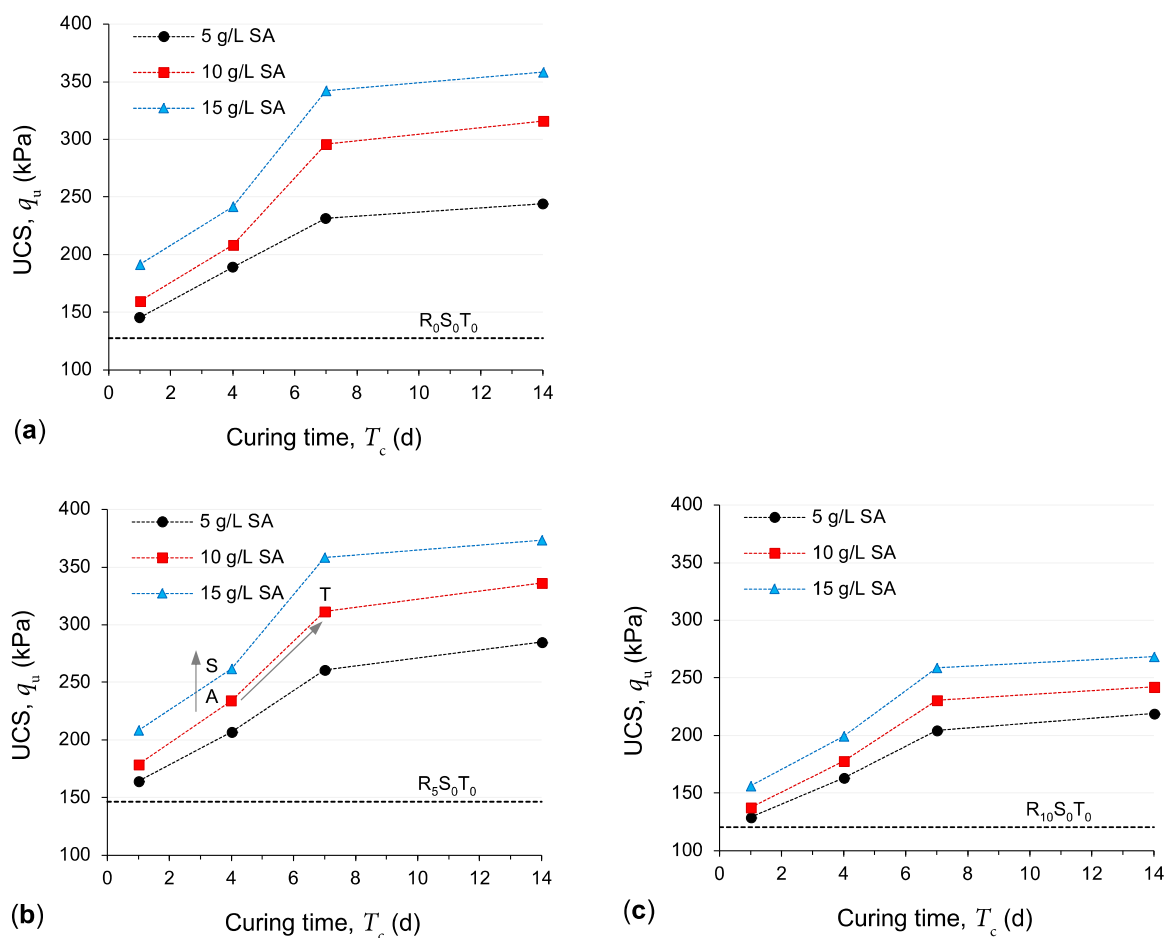 400
350
300
250
200
150
100
UCS, qu (kPa)
5 g/L SA
10 g/L SA
15 g/L SA
R0S0T0
0 2 4 6 8 10 12 14
Curing time, Tc (d)
(a)
400
350
300
250
200
150
100
UCS, qu (kPa)
5 g/L SA
10 g/L SA
15 g/L SA
S
A
T
R5S0T0
0 2 4 6 8 10 12 14
Curing time, Tc (d)
(b)
400
350
300
250
200
150
100
UCS, qu (kPa)
5 g/L SA
10 g/L SA
15 g/L SA
R10S0T0
0 2 4 6 8 10 12 14
Curing time, Tc (d)
(c)